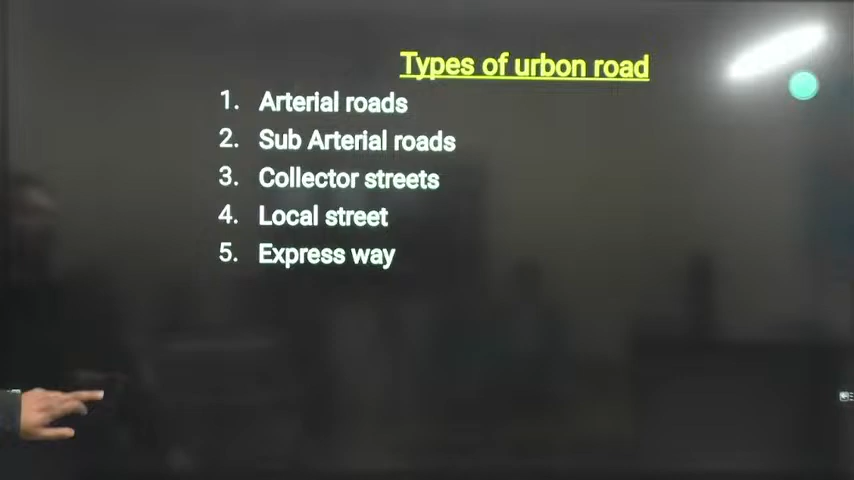 Types of urbon road
1. Arterial roads
2. Sub Arterial roads
3. Collector streets
4. Local street
5. Express way